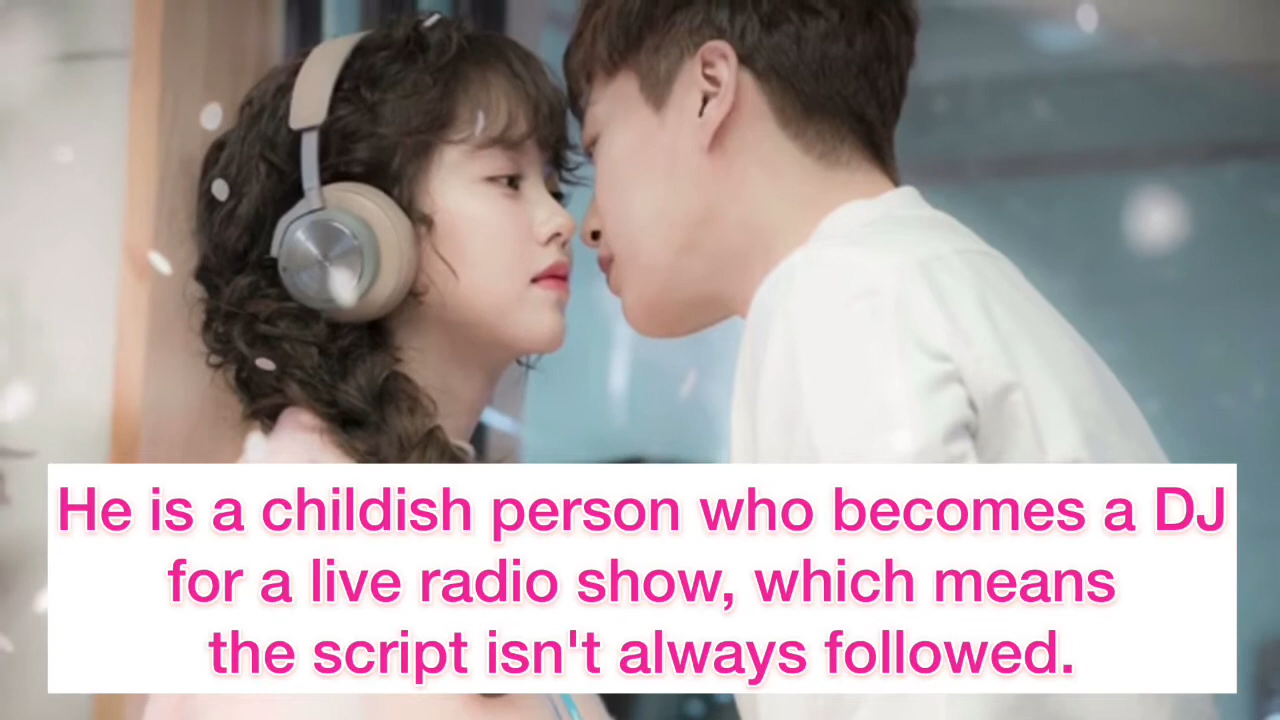 He is a childish person who becomes a DJ
for a live radio show, which means
the script isn't always followed.